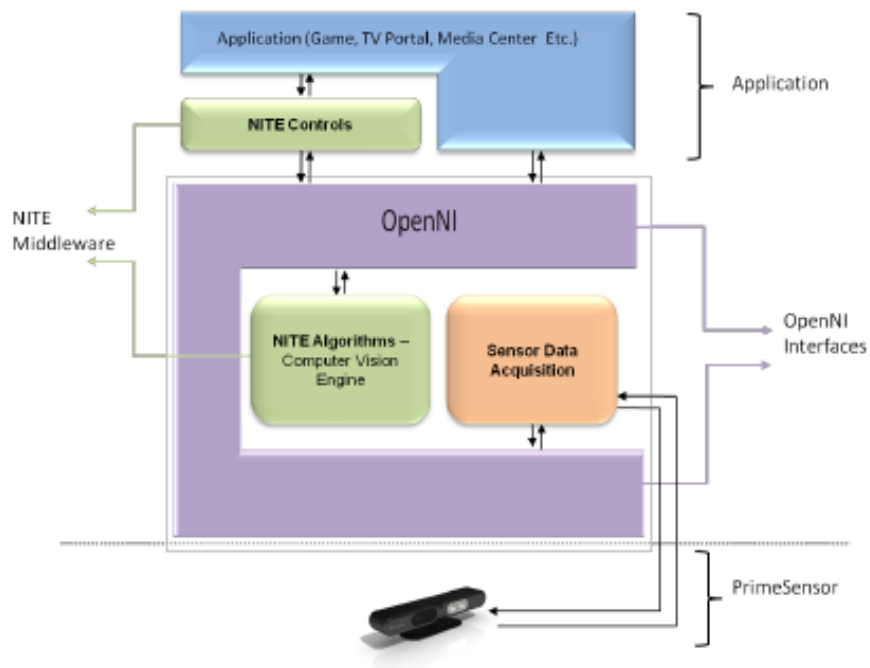 Application (Game, TV Portal, Media Center Etc.)
Application
NITE Controls
NITE
Middleware
OpenNI
OpenNI
Interfaces
NITE Algorithms –
Computer Vision
Engine
Sensor Data
Acquisition
PrimeSensor